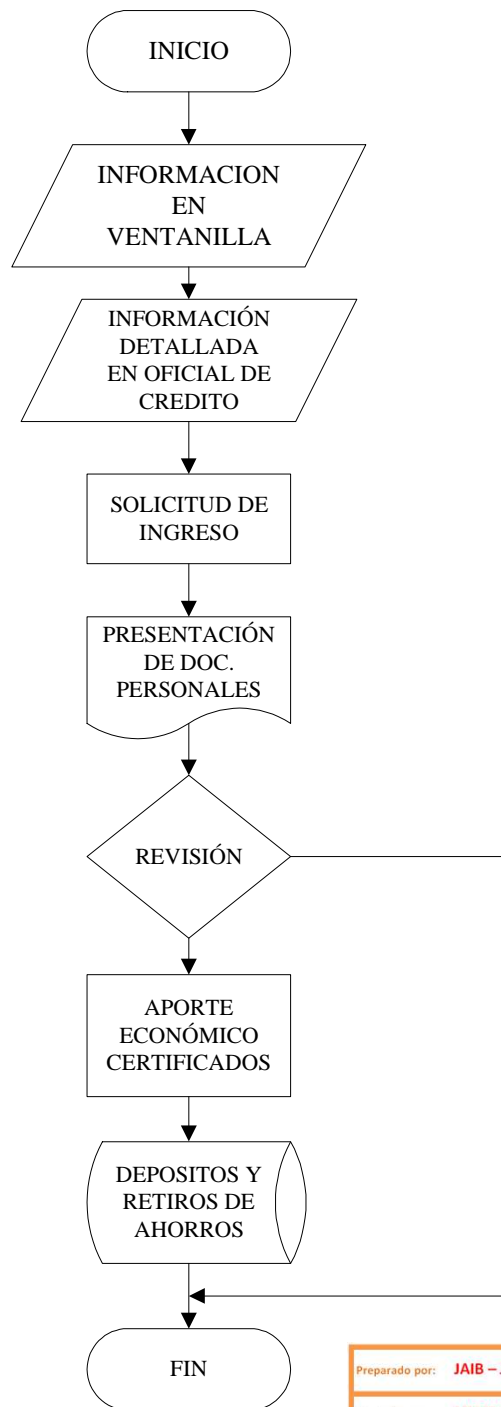 INICIO
INFORMACION
EN
VENTANILLA
INFORMACIÓN
DETALLADA
EN OFICIAL DE
CREDITO
SOLICITUD DE
INGRESO
PRESENTACIÓN
DE DOC.
PERSONALES
REVISIÓN
APORTE
ECONÓMICO
CERTIFICADOS
DEPOSITOS Y
RETIROS DE
AHORROS
FIN
Preparado por: JAIB –